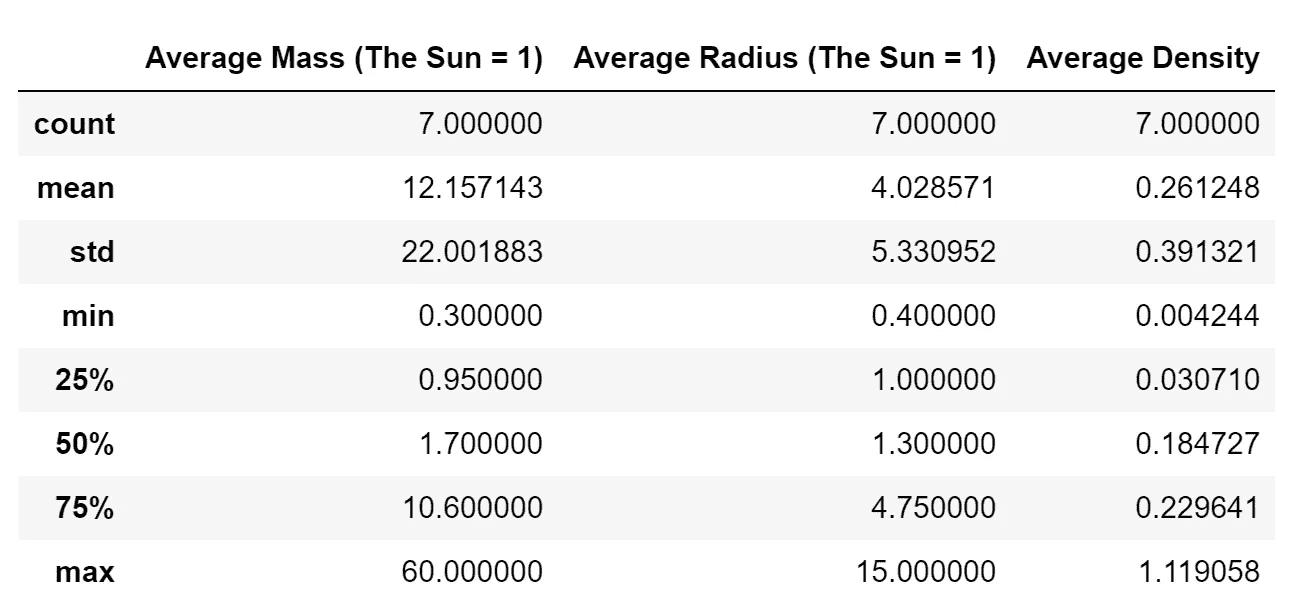 Average Mass (The Sun = 1) Average Radius (The Sun = 1) Average Density
count 7.000000 7.000000 7.000000
mean 12.157143 4.028571 0.261248
std 22.001883 5.330952 0.391321
min 0.300000 0.400000 0.004244
25% 0.950000 1.000000 0.030710
50% 1.700000 1.300000 0.184727
75% 10.600000 4.750000 0.229641
max 60.000000 15.000000 1.119058